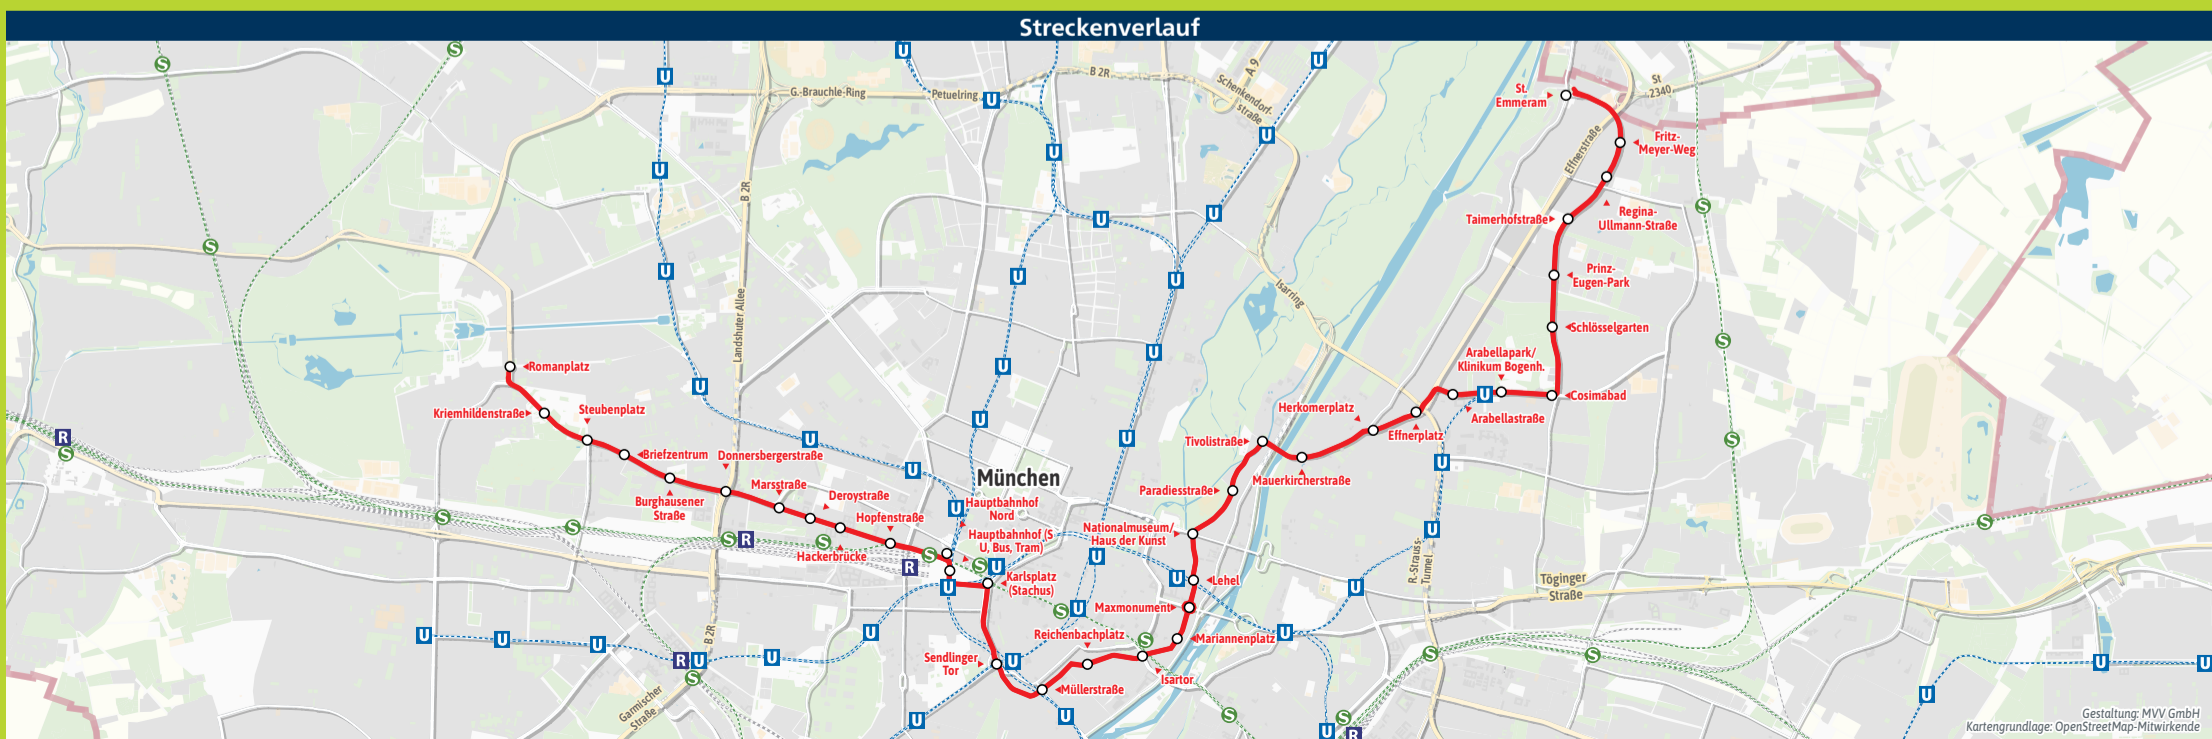 Streckenverlauf
G.-Brauchle-Ring
Petuelring
B 2R
Schenkendorf-
straße
A 9
St.
Emmeram
St
2340
Effnerstraße
Fritz-
Meyer-Weg
Regina-
Ullmann-Straße
Taimerhofstraße
Prinz-
Eugen-Park
Schlösselgarten
Arabellapark/
Klinikum Bogenh.
Cosimabad
Arabellastraße
Effnerplatz
Herkomerplatz
Mauerkircherstraße
Tivolistraße
Paradiesstraße
Nationalmuseum/
Haus der Kunst
Lehel
Maxmonument
Mariannenplatz
Isartor
Reichenbachplatz
Müllerstraße
Sendlinger
Tor
Karlsplatz
(Stachus)
Hauptbahnhof (S
U, Bus, Tram)
Hauptbahnhof
Nord
München
Hopfenstraße
Hackerbrücke
Deroystraße
Marsstraße
Donnersbergerstraße
Burghausener
Straße
Briefzentrum
Steubenplatz
Kriemhildenstraße
Romanplatz
B 2R
Landshuter Allee
B 2R
Garmischer
Straße
Isarring
R.-Strauss-
Tunnel
Töginger
Straße
Gestaltung: MVV GmbH
Kartengrundlage: OpenStreetMap-Mitwirkende